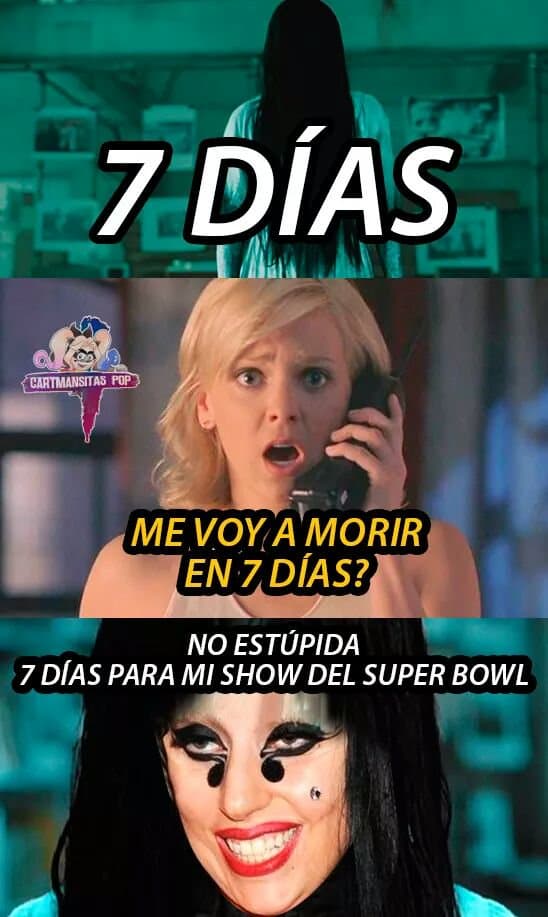 7 DÍAS
CARTMANSITAS POP
ME VOY A MORIR
EN 7 DÍAS?
NO ESTÚPIDA
7 DÍAS PARA MI SHOW DEL SUPER BOWL